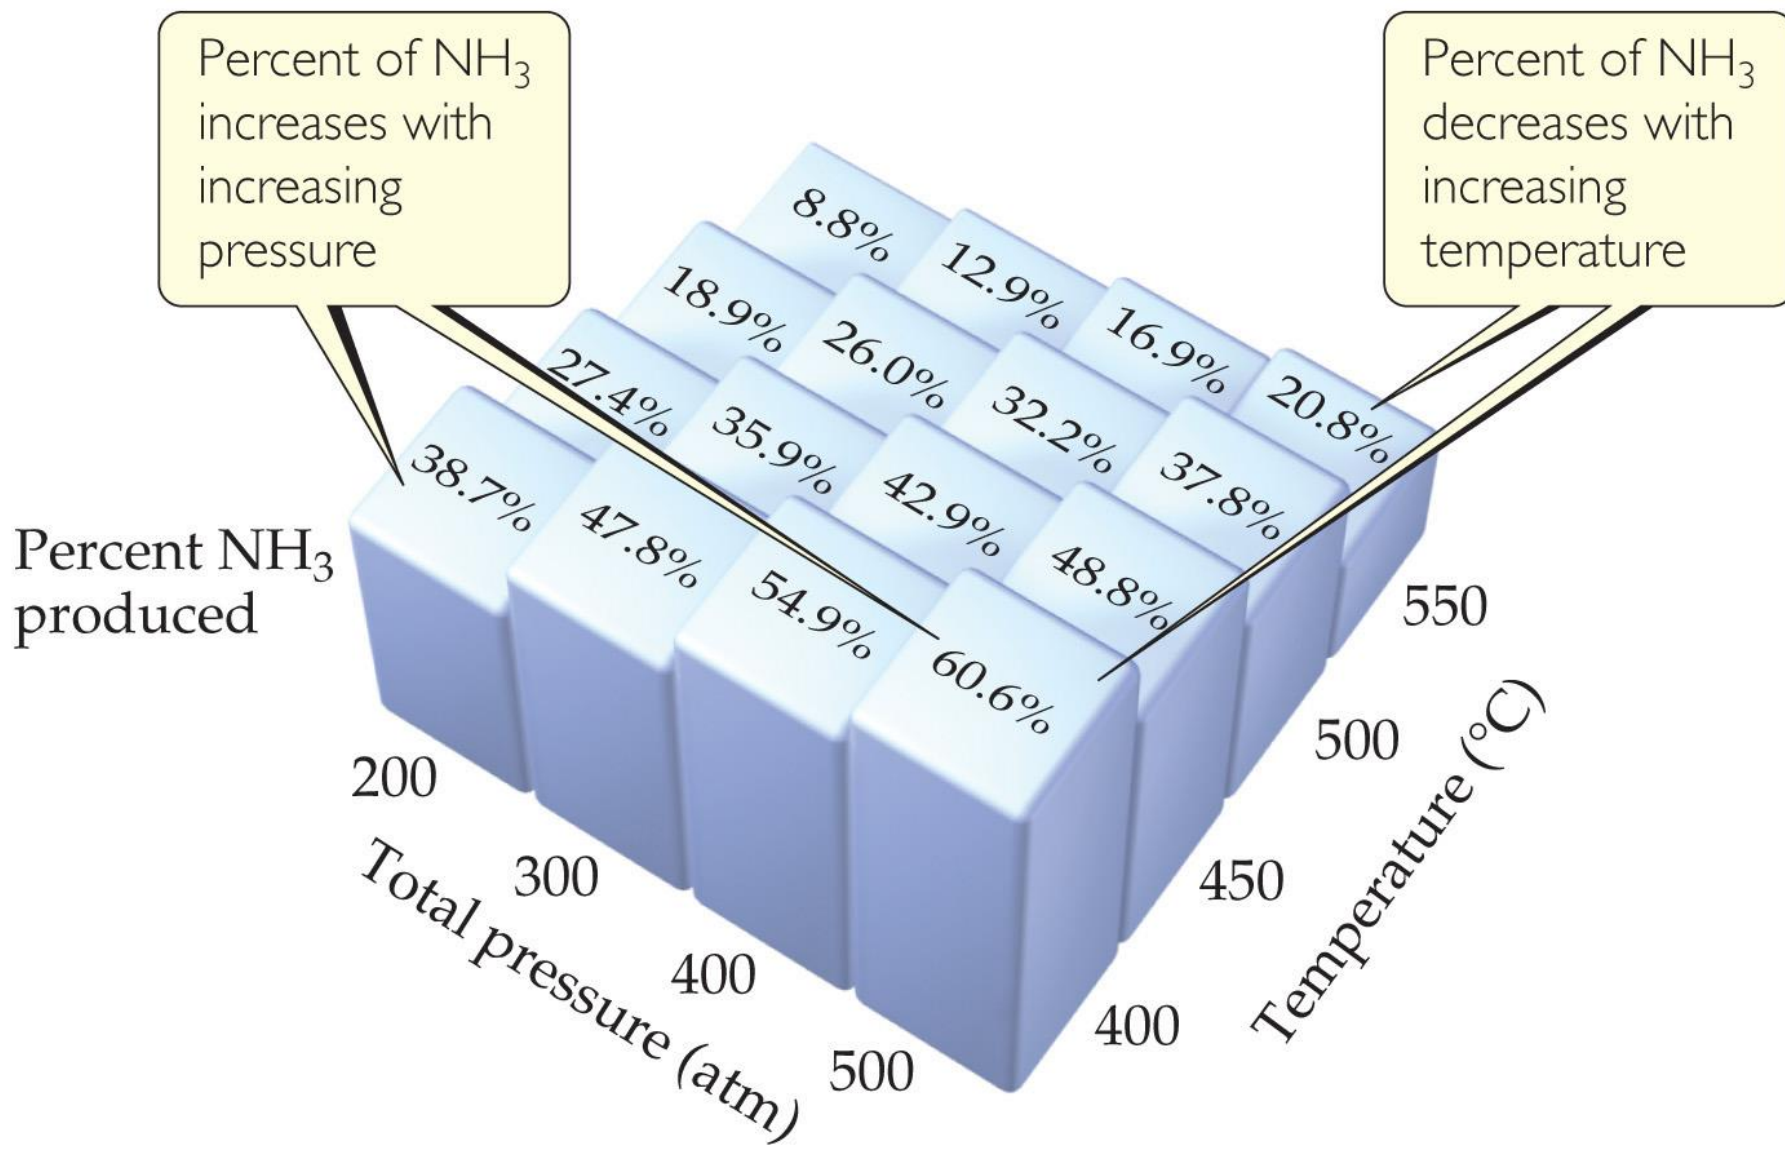 Percent of NH₃
increases with
increasing
pressure
Percent of NH₃
decreases with
increasing
temperature
8.8%
12.9%
16.9%
20.8%
18.9%
26.0%
32.2%
37.8%
27.4%
35.9%
42.9%
48.8%
38.7%
47.8%
54.9%
60.6%
Percent NH₃
produced
200
300
400
500
Total pressure (atm)
400
450
500
550
Temperature (°C)